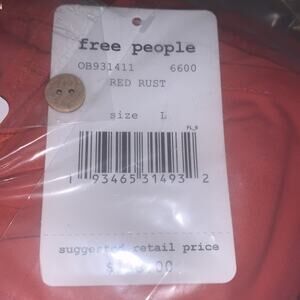 free people
OB931411 6600
RED RUST
size L
1 93465 31493 2
suggested retail price